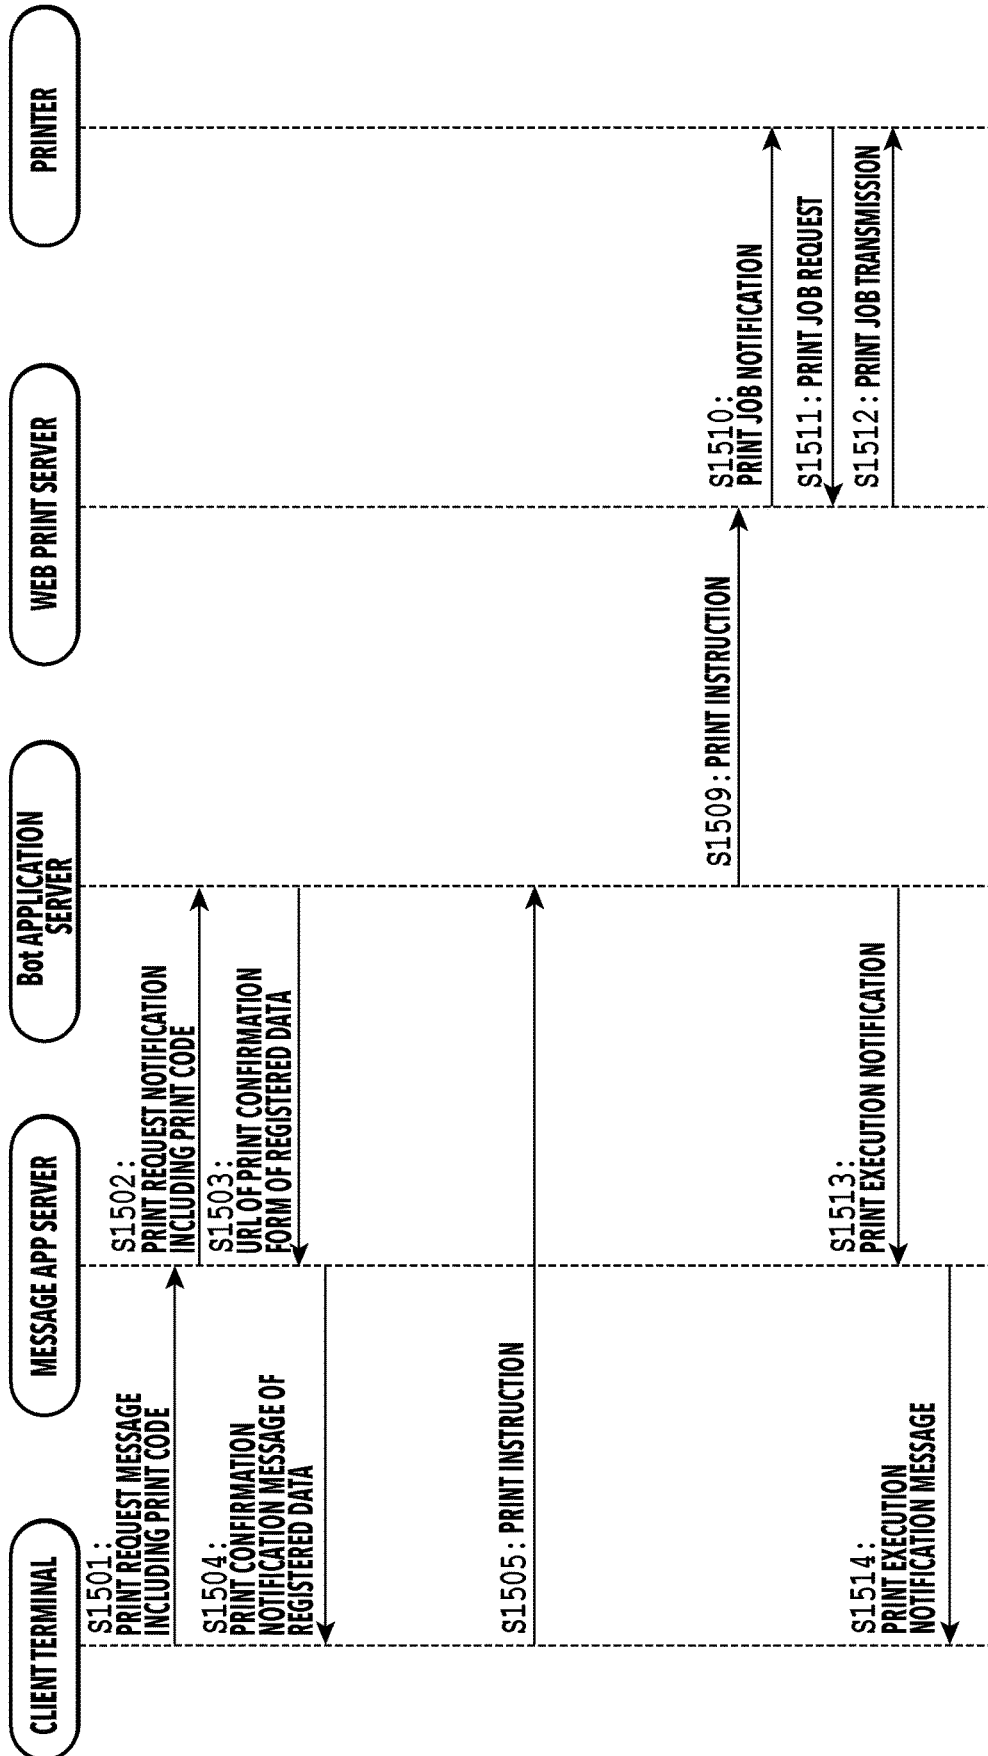 CLIENT TERMINAL
MESSAGE APP SERVER
Bot APPLICATION
SERVER
WEB PRINT SERVER
PRINTER
S1501:
PRINT REQUEST MESSAGE
INCLUDING PRINT CODE
S1502:
PRINT REQUEST NOTIFICATION
INCLUDING PRINT CODE
S1503:
URL OF PRINT CONFIRMATION
FORM OF REGISTERED DATA
S1504:
PRINT CONFIRMATION
NOTIFICATION MESSAGE OF
REGISTERED DATA
S1505: PRINT INSTRUCTION
S1509: PRINT INSTRUCTION
S1510:
PRINT JOB NOTIFICATION
S1511: PRINT JOB REQUEST
S1512: PRINT JOB TRANSMISSION
S1513:
PRINT EXECUTION NOTIFICATION
S1514:
PRINT EXECUTION
NOTIFICATION MESSAGE